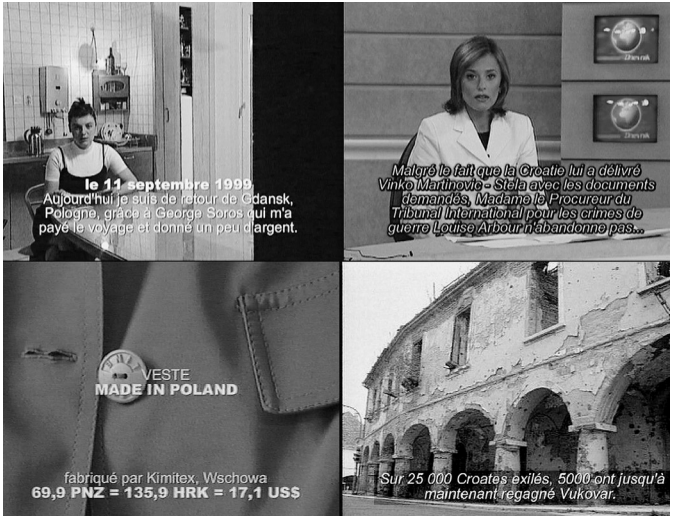 le 11 septembre 1999
Aujourd'hui je suis de retour de Gdansk,
Pologne, grâce à George Soros qui m'a
payé le voyage et donné un peu d'argent.
Malgré le fait que la Croatie lui a délivré
Vinko Martinovic - Stela avec les documents
demandés, Madame le Procureur du
Tribunal International pour les crimes de
guerre Louise Arbour n'abandonne pas...
VESTE
MADE IN POLAND
fabriqué par Kimitex, Wschowa
69,9 PNZ = 135,9 HRK = 17,1 US$
Sur 25 000 Croates exilés, 5000 ont jusqu'à
maintenant regagné Vukovar.